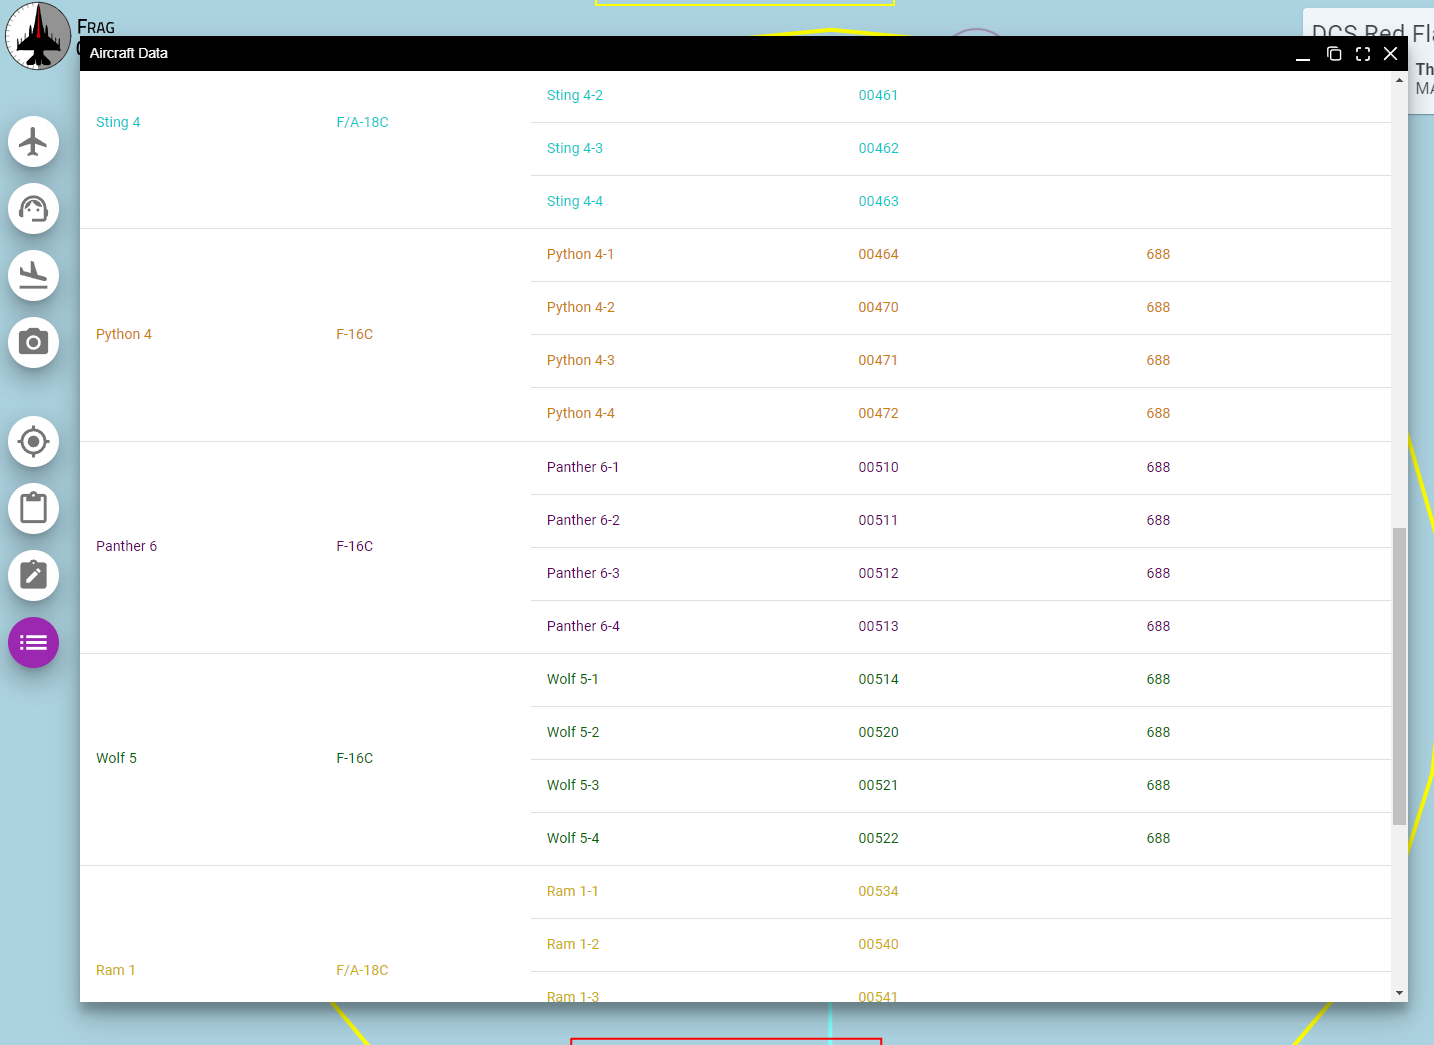 FRAG
DCS Red Fla
Aircraft Data
Th
MA
Sting 4-2 00461
Sting 4 F/A-18C
Sting 4-3 00462
Sting 4-4 00463
Python 4-1 00464 688
Python 4-2 00470 688
Python 4 F-16C
Python 4-3 00471 688
Python 4-4 00472 688
Panther 6-1 00510 688
Panther 6-2 00511 688
Panther 6 F-16C
Panther 6-3 00512 688
Panther 6-4 00513 688
Wolf 5-1 00514 688
Wolf 5-2 00520 688
Wolf 5 F-16C
Wolf 5-3 00521 688
Wolf 5-4 00522 688
Ram 1-1 00534
Ram 1-2 00540
Ram 1 F/A-18C
Ram 1-3 00541